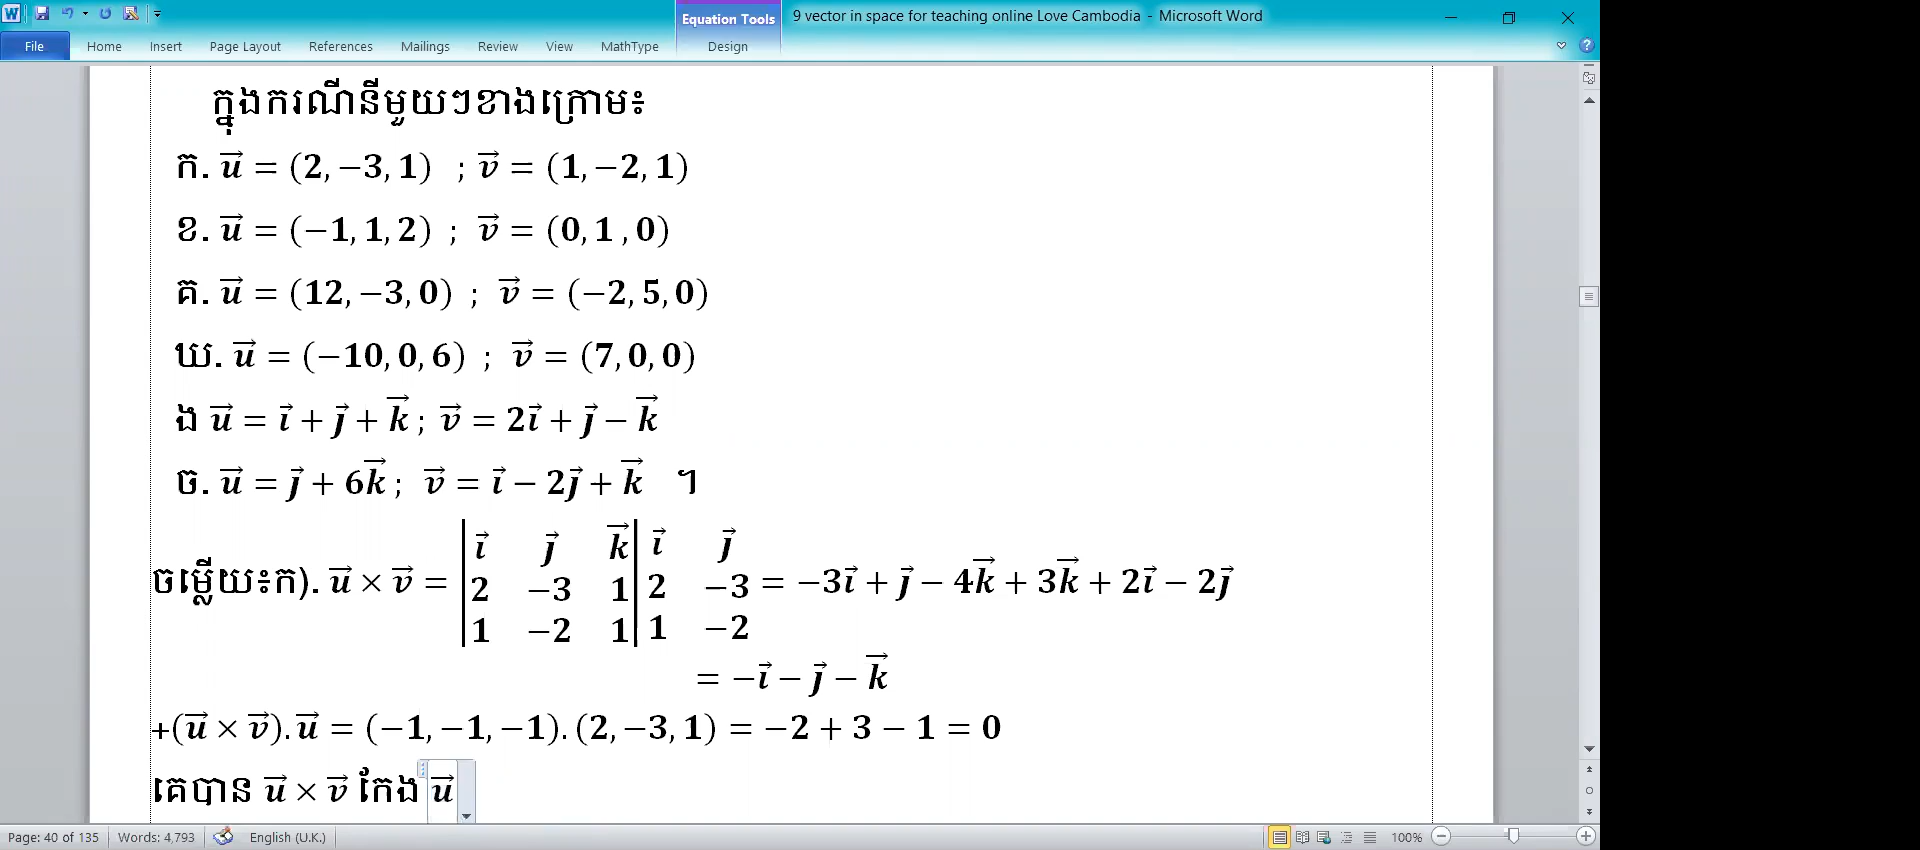 9 vector in space for teaching online Love Cambodia - Microsoft Word
Equation Tools
File Home Insert Page Layout References Mailings Review View MathType Design
ក្នុងករណីនីមួយៗខាងក្រោម៖
ក. u⃗ = (2, −3, 1) ; v⃗ = (1, −2, 1)
ខ. u⃗ = (−1, 1, 2) ; v⃗ = (0, 1 , 0)
គ. u⃗ = (12, −3, 0) ; v⃗ = (−2, 5, 0)
ឃ. u⃗ = (−10, 0, 6) ; v⃗ = (7, 0, 0)
ង u⃗ = i⃗ + j⃗ + k⃗ ; v⃗ = 2i⃗ + j⃗ − k⃗
ច. u⃗ = j⃗ + 6k⃗ ; v⃗ = i⃗ − 2j⃗ + k⃗ ។
ចម្លើយ៖ក). u⃗ × v⃗ = | i⃗ j⃗ k⃗ | i⃗ j⃗
2 −3 1 | 2 −3 = −3i⃗ + j⃗ − 4k⃗ + 3k⃗ + 2i⃗ − 2j⃗
1 −2 1 | 1 −2
= −i⃗ − j⃗ − k⃗
+(u⃗ × v⃗). u⃗ = (−1, −1, −1). (2, −3, 1) = −2 + 3 − 1 = 0
គេបាន u⃗ × v⃗ កែង u⃗
Page: 40 of 135 Words: 4,793 English (U.K.) 100%